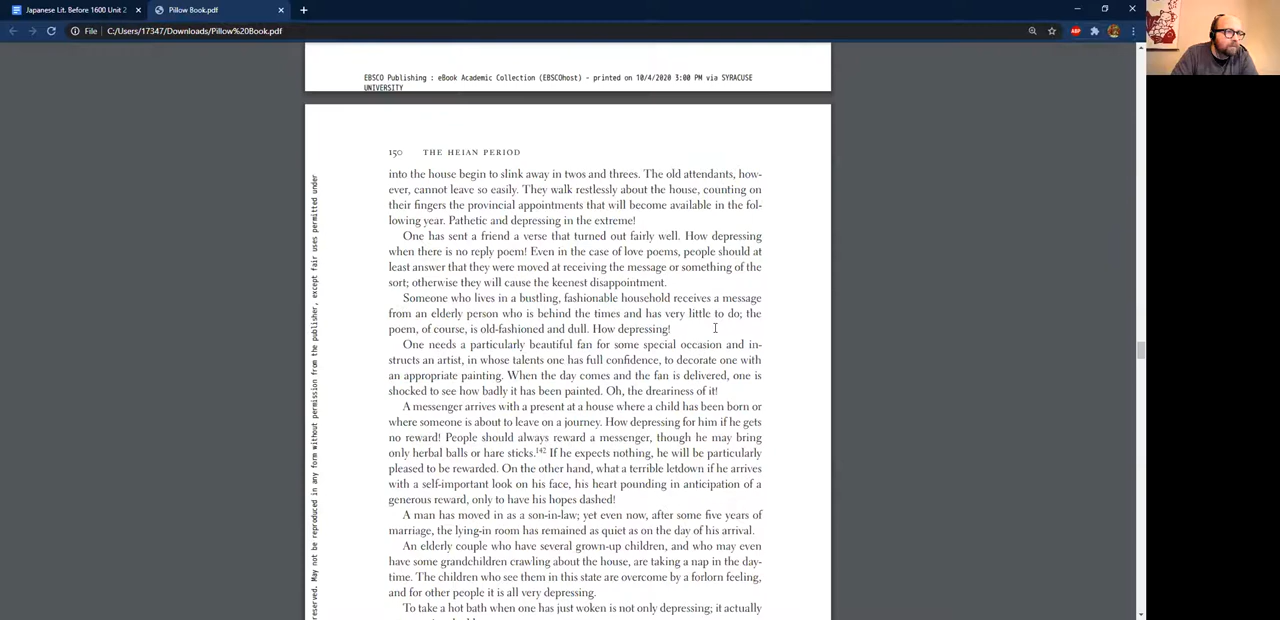 Japanese Lit. Before 1600 Unit 2
Pillow Book.pdf
File
C:/Users/17347/Downloads/Pillow%20Book.pdf
ABP
EBSCO Publishing : eBook Academic Collection (EBSCOhost) - printed on 10/4/2020 3:00 PM via SYRACUSE
UNIVERSITY
reserved. May not be reproduced in any form without permission from the publisher, except fair uses permitted under
150 THE HEIAN PERIOD
into the house begin to slink away in twos and threes. The old attendants, how-
ever, cannot leave so easily. They walk restlessly about the house, counting on
their fingers the provincial appointments that will become available in the fol-
lowing year. Pathetic and depressing in the extreme!
One has sent a friend a verse that turned out fairly well. How depressing
when there is no reply poem! Even in the case of love poems, people should at
least answer that they were moved at receiving the message or something of the
sort; otherwise they will cause the keenest disappointment.
Someone who lives in a bustling, fashionable household receives a message
from an elderly person who is behind the times and has very little to do; the
poem, of course, is old-fashioned and dull. How depressing!
One needs a particularly beautiful fan for some special occasion and in-
structs an artist, in whose talents one has full confidence, to decorate one with
an appropriate painting. When the day comes and the fan is delivered, one is
shocked to see how badly it has been painted. Oh, the dreariness of it!
A messenger arrives with a present at a house where a child has been born or
where someone is about to leave on a journey. How depressing for him if he gets
no reward! People should always reward a messenger, though he may bring
only herbal balls or hare sticks.142 If he expects nothing, he will be particularly
pleased to be rewarded. On the other hand, what a terrible letdown if he arrives
with a self-important look on his face, his heart pounding in anticipation of a
generous reward, only to have his hopes dashed!
A man has moved in as a son-in-law; yet even now, after some five years of
marriage, the lying-in room has remained as quiet as on the day of his arrival.
An elderly couple who have several grown-up children, and who may even
have some grandchildren crawling about the house, are taking a nap in the day-
time. The children who see them in this state are overcome by a forlorn feeling,
and for other people it is all very depressing.
To take a hot bath when one has just woken is not only depressing; it actually